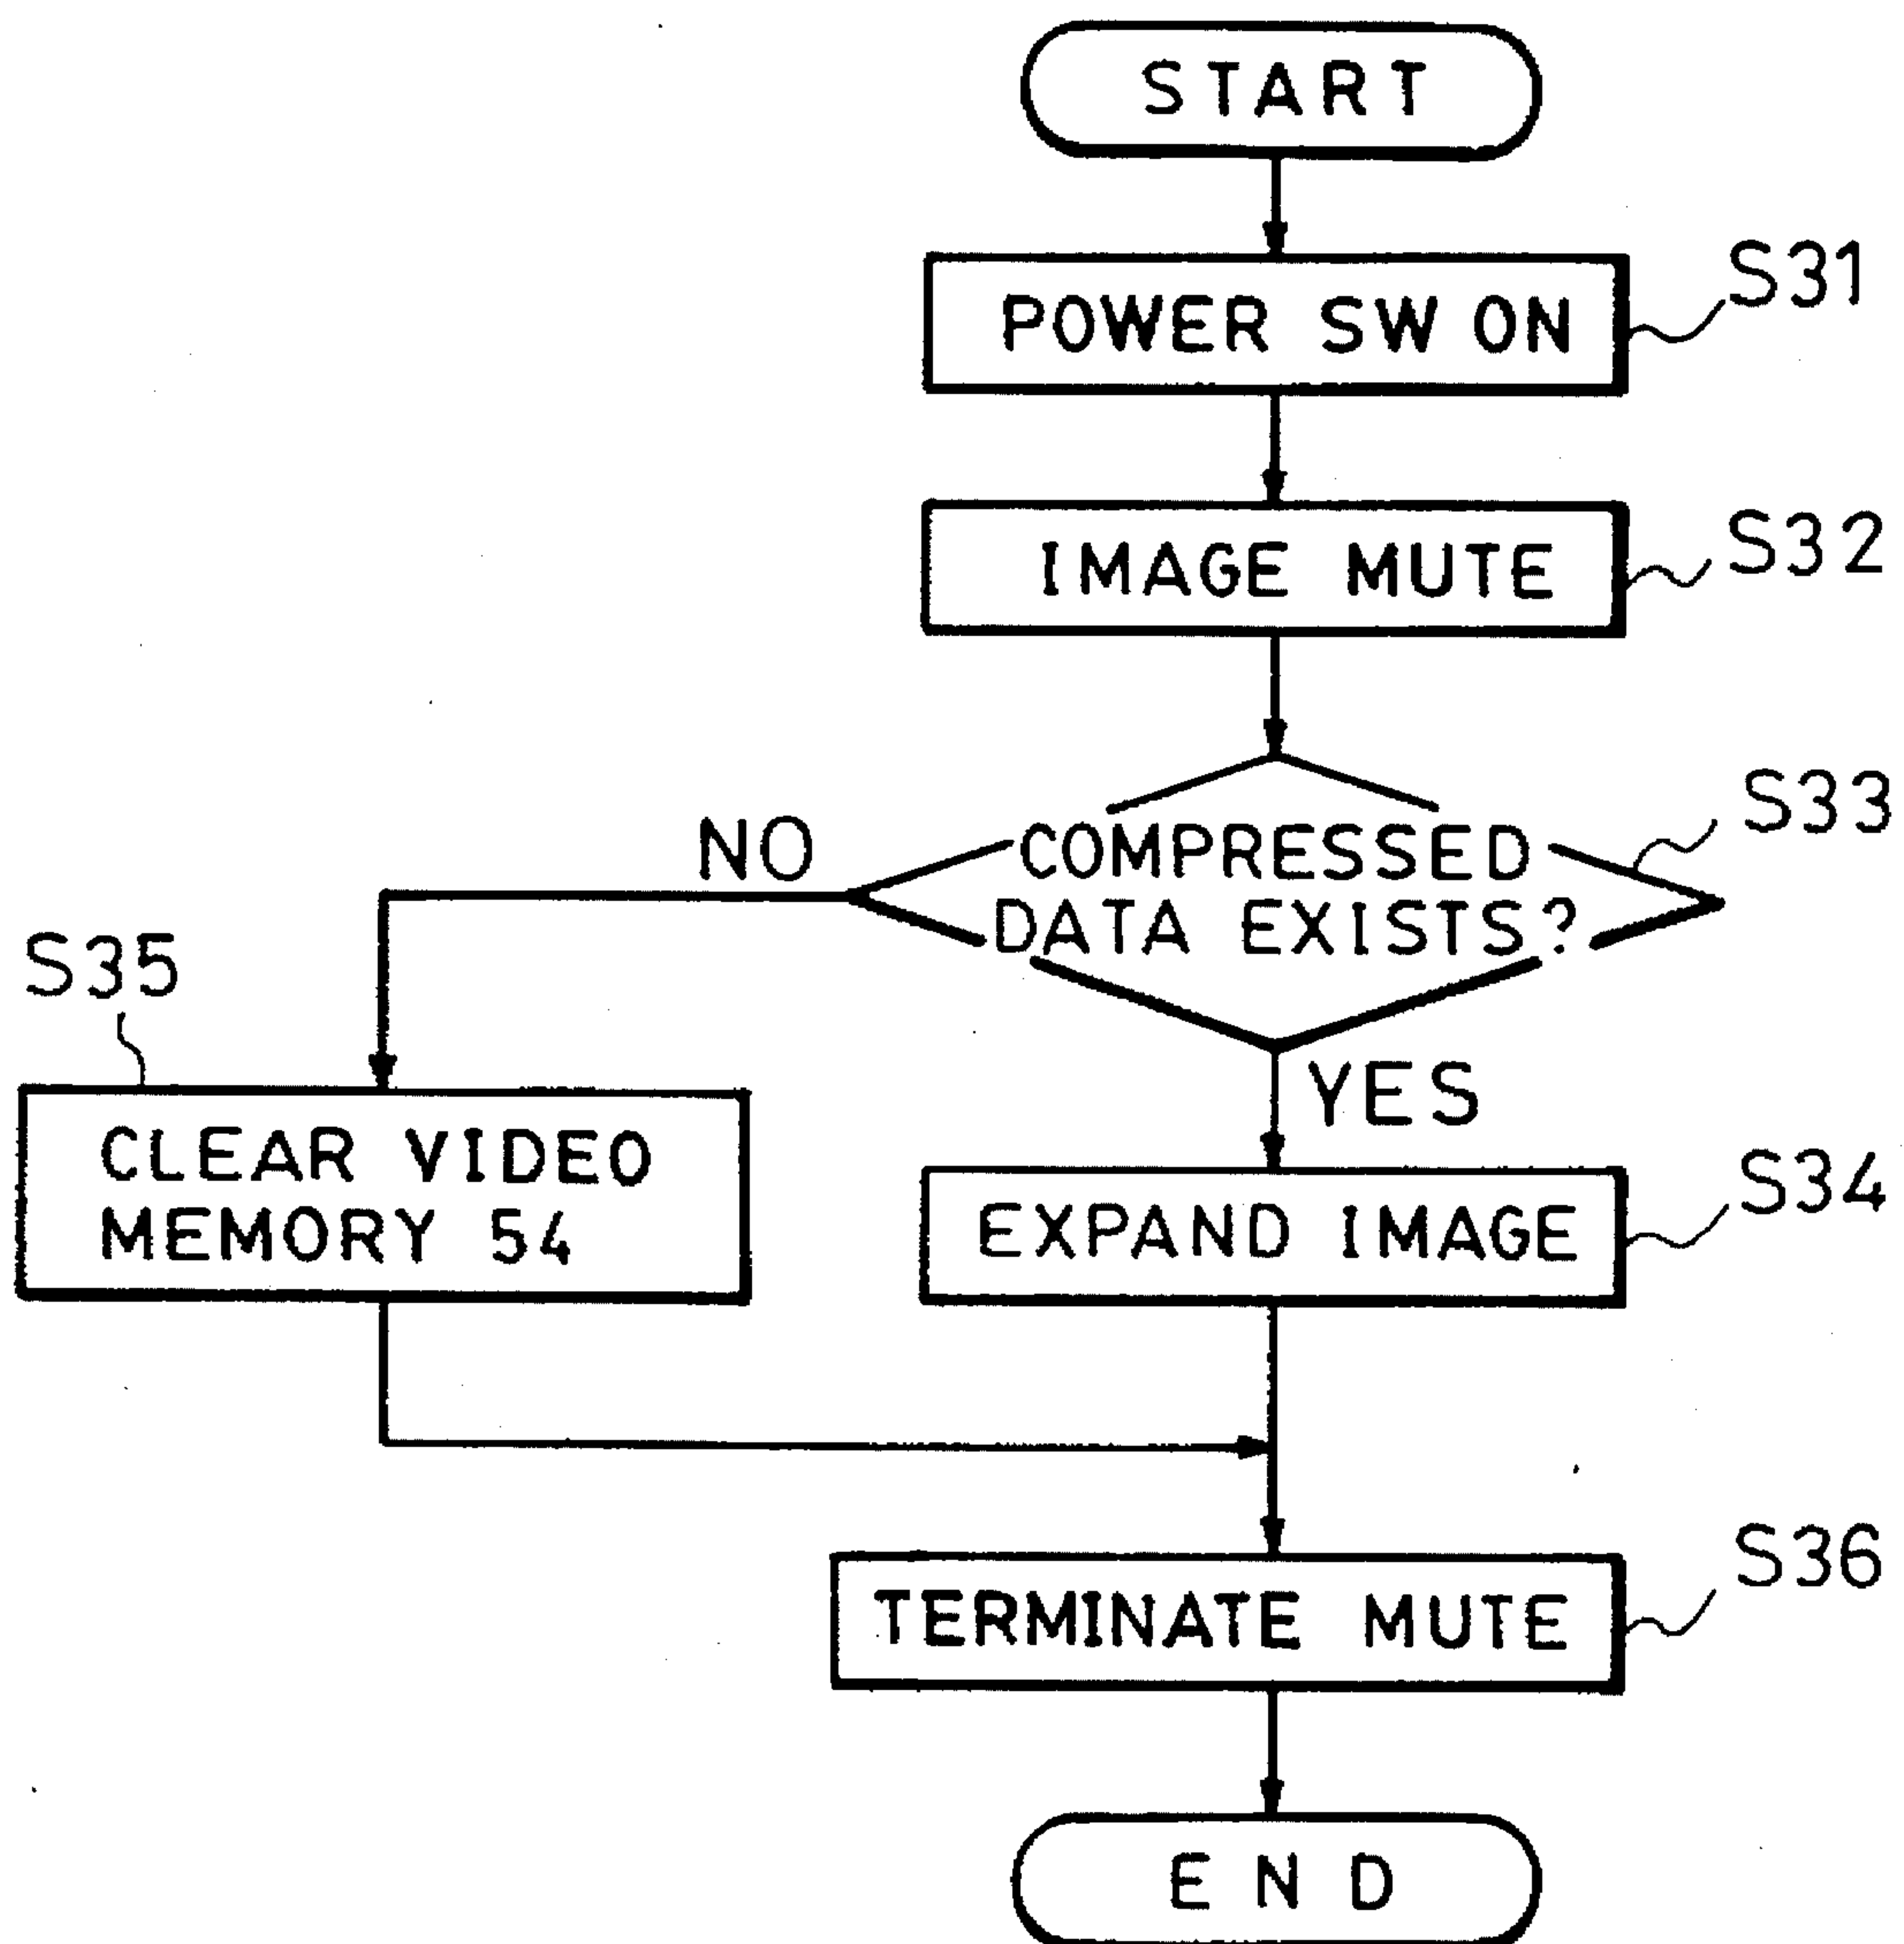 START
POWER SW ON
S31
IMAGE MUTE
S32
COMPRESSED
DATA EXISTS?
S33
NO
YES
S35
CLEAR VIDEO
MEMORY 54
EXPAND IMAGE
S34
TERMINATE MUTE
S36
END